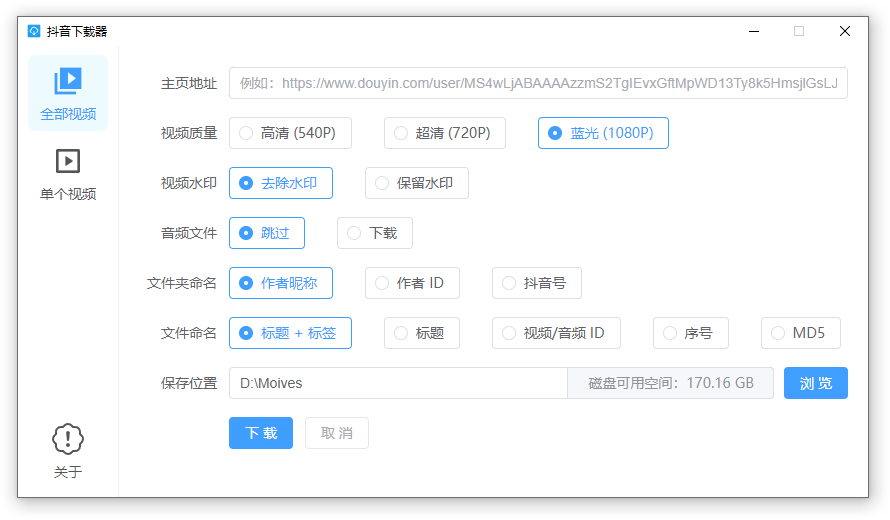 抖音下载器
全部视频
单个视频
关于
主页地址 例如：https://www.douyin.com/user/MS4wLjABAAAAzzmS2TgIEvxGftMpWD13Ty8k5HmsjlGsLJ
视频质量 高清 (540P) 超清 (720P) 蓝光 (1080P)
视频水印 去除水印 保留水印
音频文件 跳过 下载
文件夹命名 作者昵称 作者 ID 抖音号
文件命名 标题 + 标签 标题 视频/音频 ID 序号 MD5
保存位置 D:\Moives 磁盘可用空间：170.16 GB 浏 览
下 载 取 消